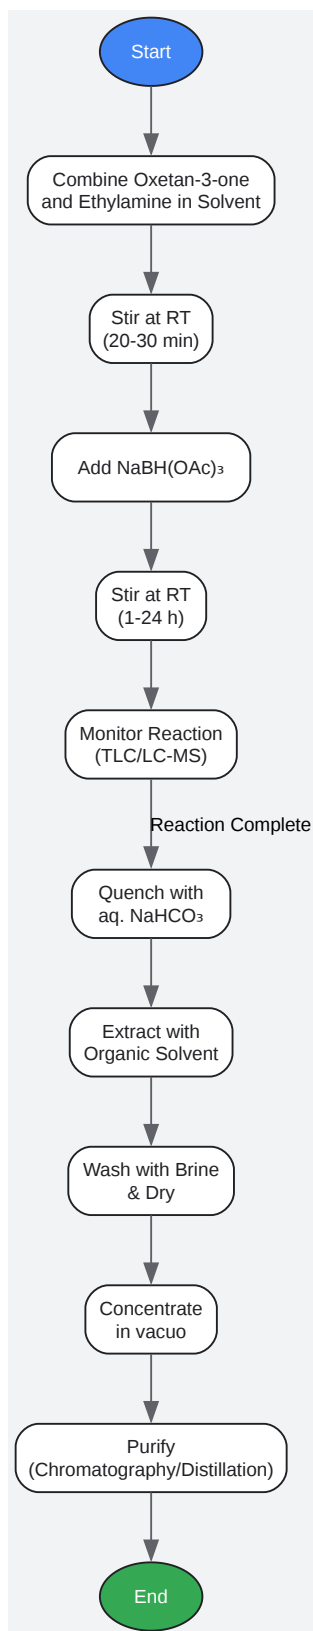 Start
Combine Oxetan-3-one
and Ethylamine in Solvent
Stir at RT
(20-30 min)
Add NaBH(OAc)₃
Stir at RT
(1-24 h)
Monitor Reaction
(TLC/LC-MS)
Reaction Complete
Quench with
aq. NaHCO₃
Extract with
Organic Solvent
Wash with Brine
& Dry
Concentrate
in vacuo
Purify
(Chromatography/Distillation)
End